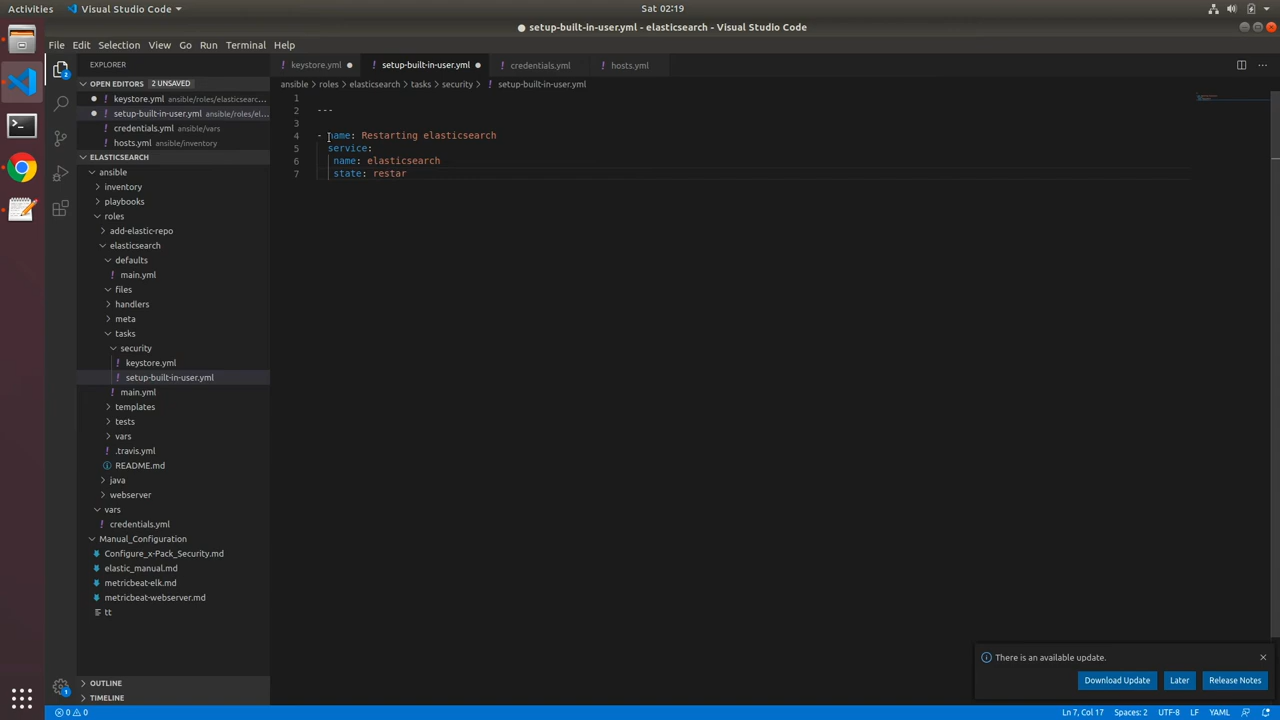 Activities
Visual Studio Code
Sat 02:19
setup-built-in-user.yml - elasticsearch - Visual Studio Code
File Edit Selection View Go Run Terminal Help
EXPLORER
keystore.yml
setup-built-in-user.yml
credentials.yml
hosts.yml
OPEN EDITORS 2 UNSAVED
keystore.yml ansible/roles/elasticsearc...
setup-built-in-user.yml ansible/roles/el...
credentials.yml ansible/vars
hosts.yml ansible/inventory
ELASTICSEARCH
ansible
inventory
playbooks
roles
add-elastic-repo
elasticsearch
defaults
main.yml
files
handlers
meta
tasks
security
keystore.yml
setup-built-in-user.yml
main.yml
templates
tests
vars
.travis.yml
README.md
java
webserver
vars
credentials.yml
Manual_Configuration
Configure_x-Pack_Security.md
elastic_manual.md
metricbeat-elk.md
metricbeat-webserver.md
tt
OUTLINE
TIMELINE
ansible > roles > elasticsearch > tasks > security > ! setup-built-in-user.yml
1
2 ---
3
4 - name: Restarting elasticsearch
5 service:
6 name: elasticsearch
7 state: restar
There is an available update.
Download Update
Later
Release Notes
0 0
Ln 7, Col 17
Spaces: 2
UTF-8
LF
YAML